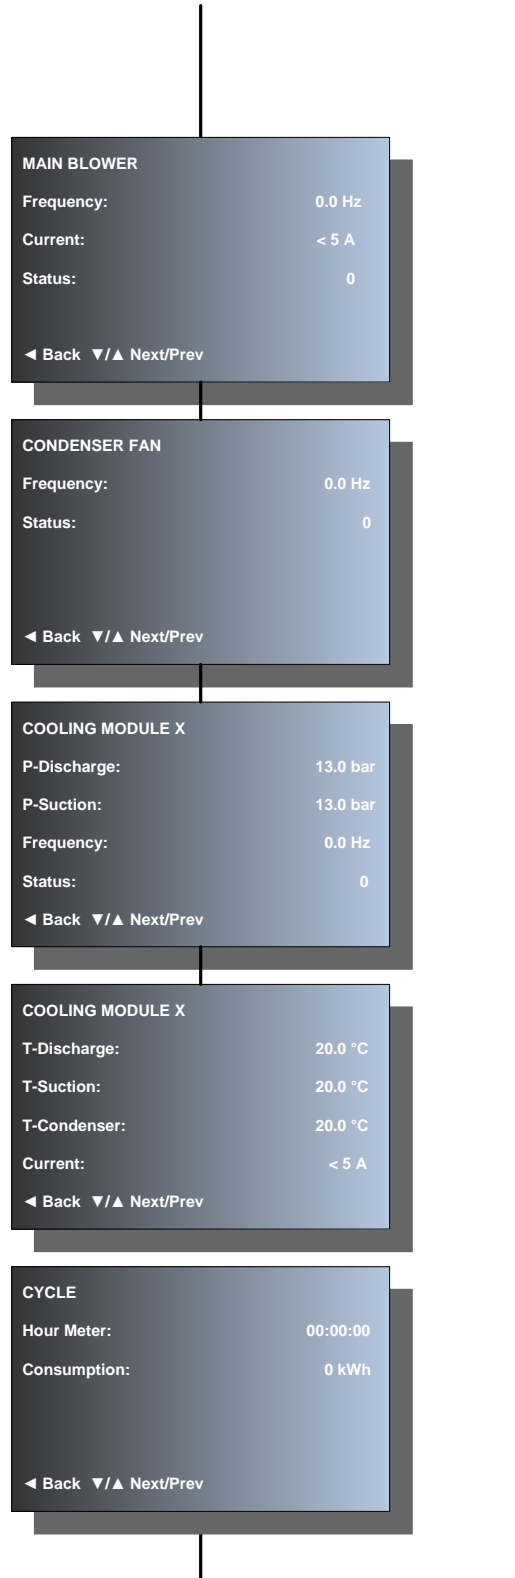 MAIN BLOWER
Frequency: 0.0 Hz
Current: < 5 A
Status: 0
◄ Back ▼/▲ Next/Prev
CONDENSER FAN
Frequency: 0.0 Hz
Status: 0
◄ Back ▼/▲ Next/Prev
COOLING MODULE X
P-Discharge: 13.0 bar
P-Suction: 13.0 bar
Frequency: 0.0 Hz
Status: 0
◄ Back ▼/▲ Next/Prev
COOLING MODULE X
T-Discharge: 20.0 °C
T-Suction: 20.0 °C
T-Condenser: 20.0 °C
Current: < 5 A
◄ Back ▼/▲ Next/Prev
CYCLE
Hour Meter: 00:00:00
Consumption: 0 kWh
◄ Back ▼/▲ Next/Prev